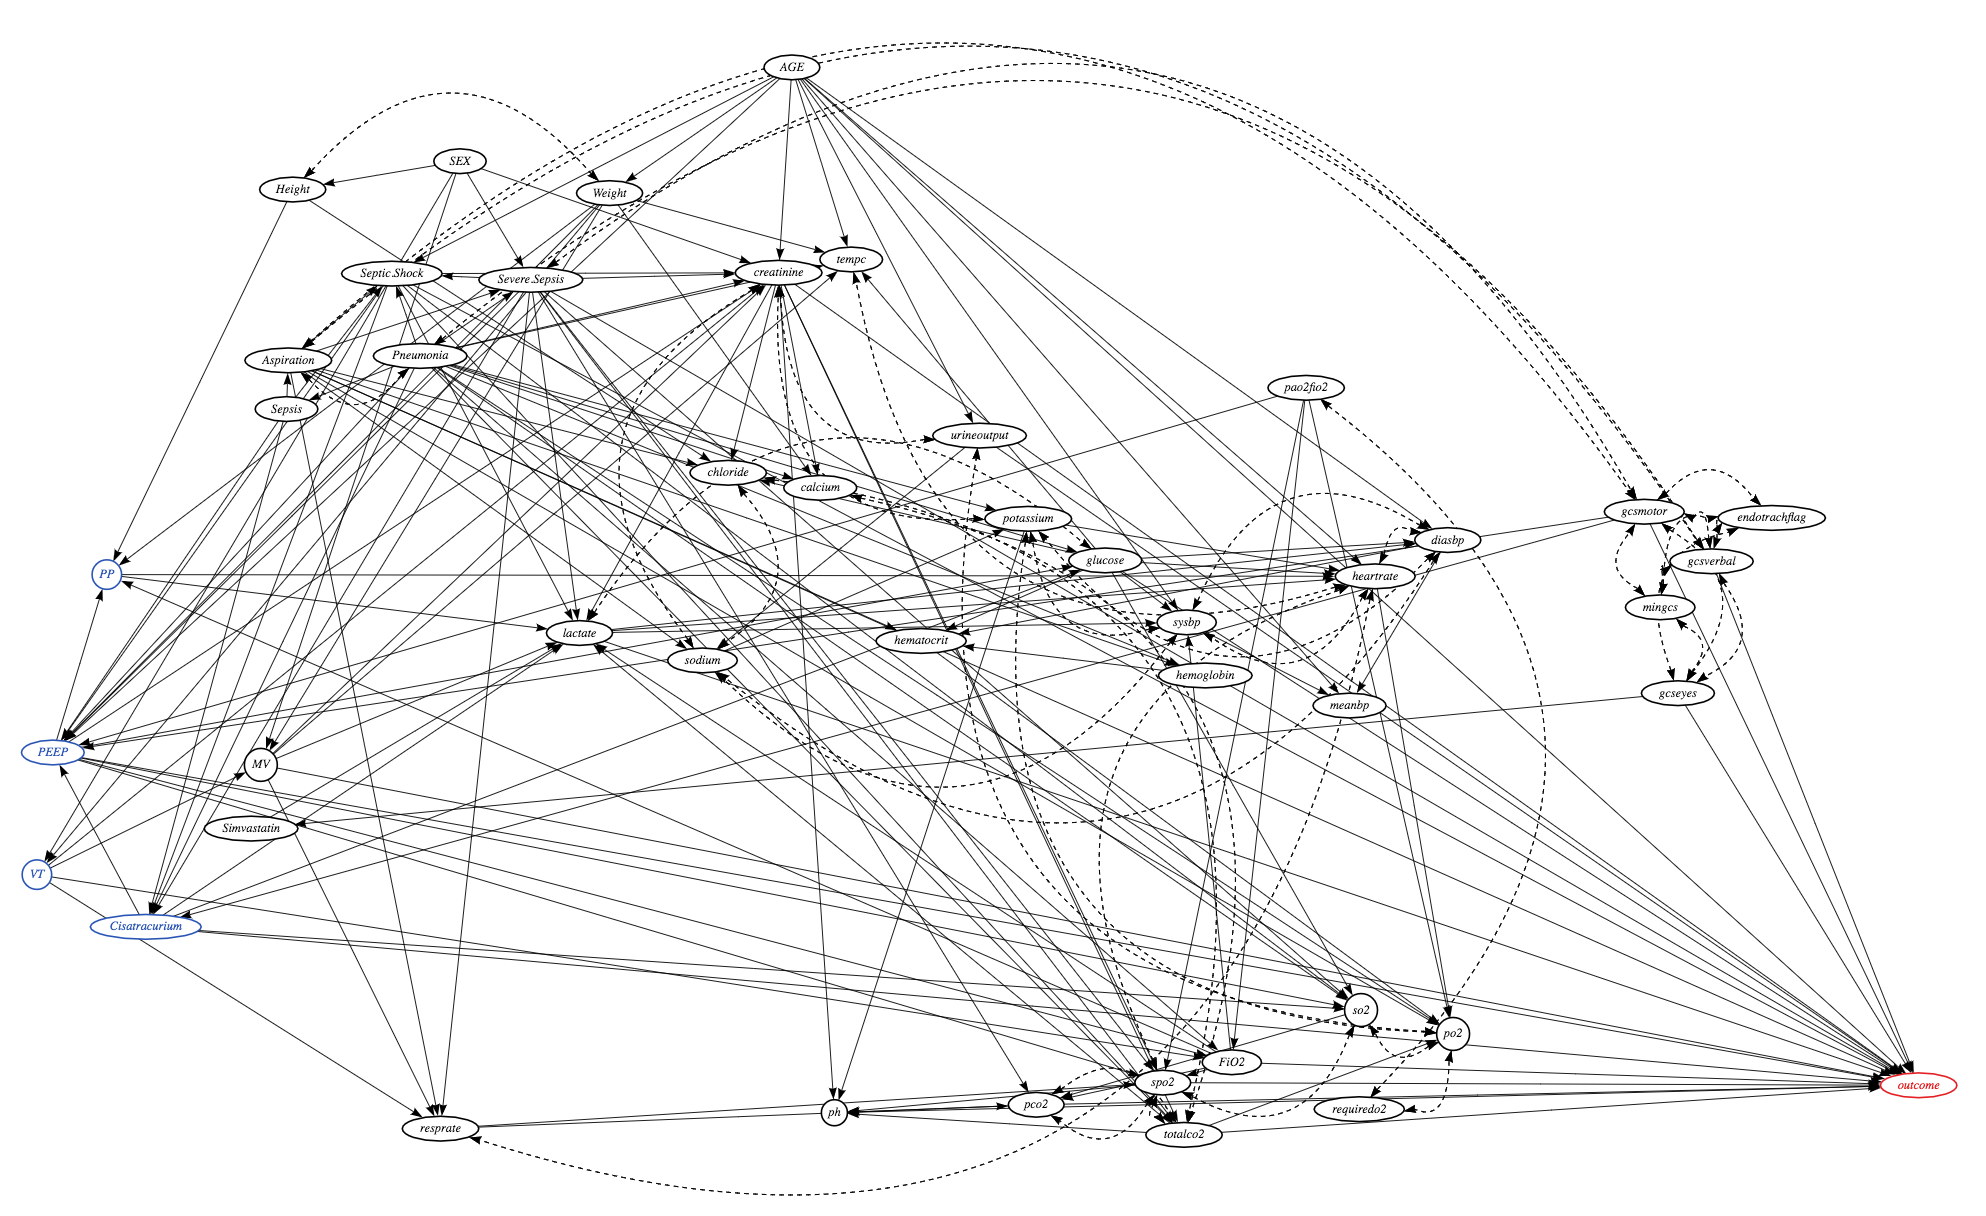 AGE
SEX
Height
Weight
tempc
Septic.Shock
Severe.Sepsis
creatinine
Aspiration
Pneumonia
pao2fio2
Sepsis
urineoutput
chloride
calcium
potassium
gcsmotor
endotrachflag
diasbp
glucose
gcsverbal
PP
heartrate
mingcs
sysbp
lactate
hematocrit
sodium
hemoglobin
gcseyes
meanbp
PEEP
MV
Simvastatin
VT
Cisatracurium
so2
po2
FiO2
spo2
outcome
pco2
requiredo2
ph
resprate
totalco2